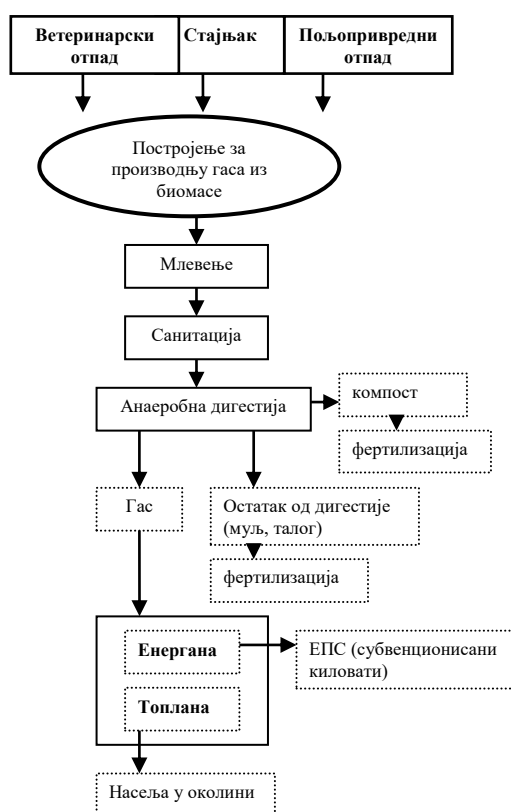 Ветеринарски
отпад
Стајњак
Пољопривредни
отпад
Постројење за
производњу гаса из
биомасе
Млевење
Санитација
Анаеробна дигестија
компост
фертилизација
Гас
Остатак од дигестије
(муљ, талог)
фертилизација
Енергана
ЕПС (субвенционисани
киловати)
Топлана
Насеља у околини